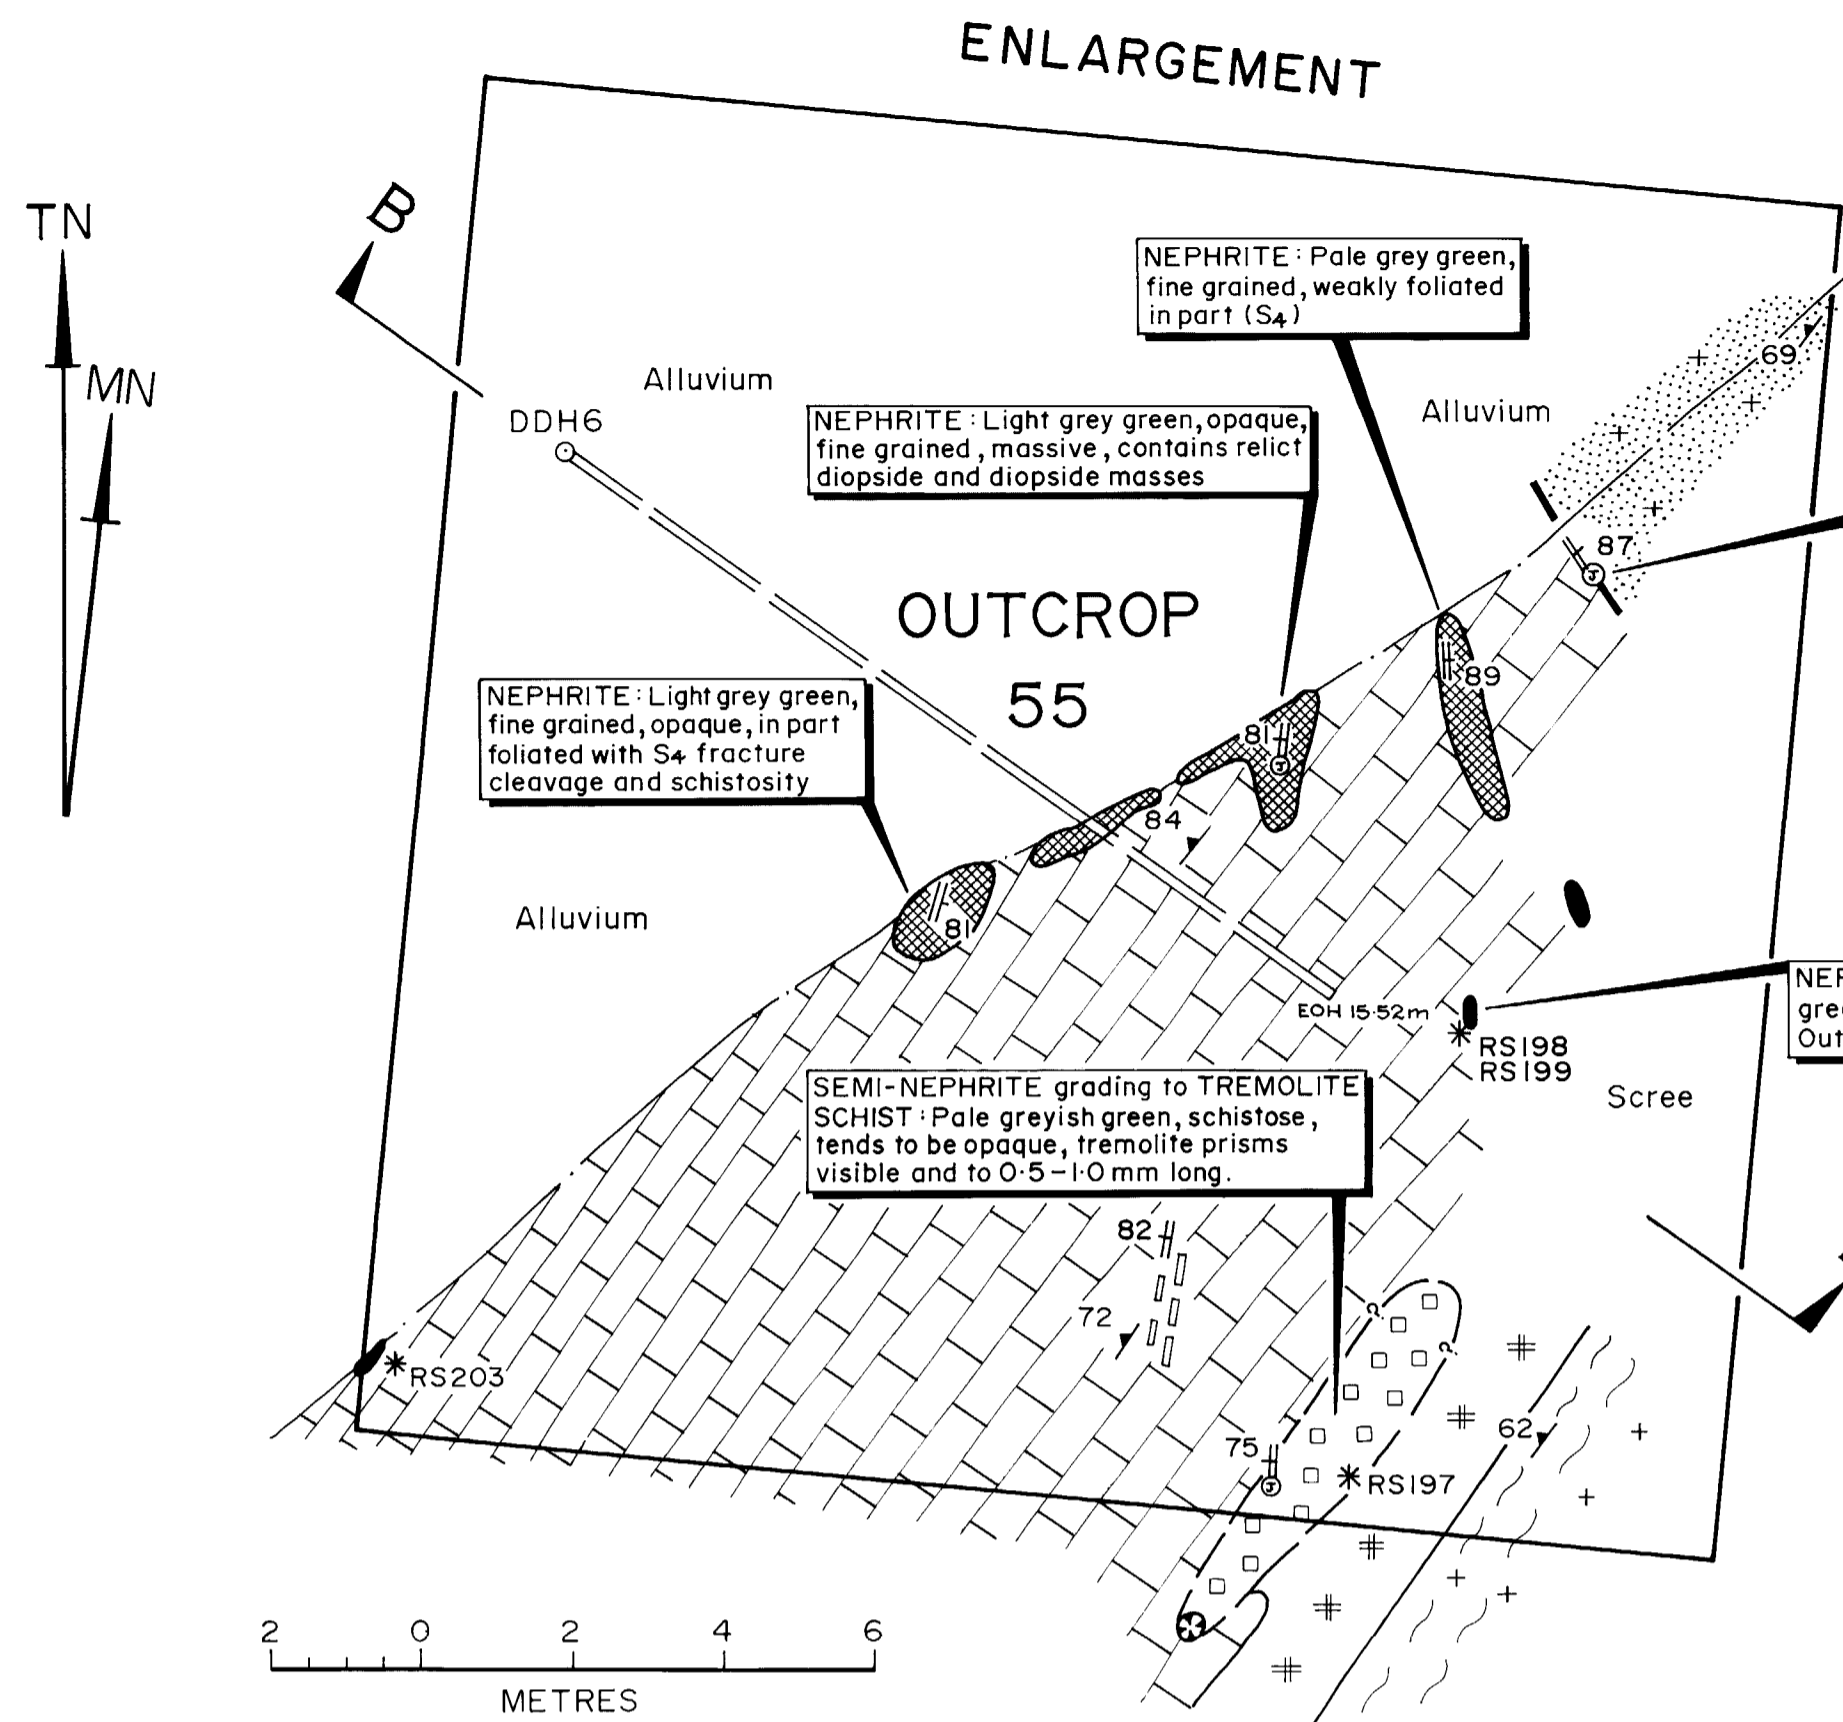 ENLARGEMENT
TN
MN
B
NEPHRITE: Pale grey green,
fine grained, weakly foliated
in part (S4)
Alluvium
DDH6
NEPHRITE: Light grey green, opaque,
fine grained, massive, contains relict
diopside and diopside masses
Alluvium
69
87
J
OUTCROP
55
NEPHRITE: Light grey green,
fine grained, opaque, in part
foliated with S4 fracture
cleavage and schistosity
89
81
J
84
81
Alluvium
EOH 15·52m
NEP
gree
Out
RS198
RS199
Scree
SEMI-NEPHRITE grading to TREMOLITE
SCHIST: Pale greyish green, schistose,
tends to be opaque, tremolite prisms
visible and to 0·5–1·0 mm long.
82
72
?
?
RS203
62
75
J
RS197
2 0 2 4 6
METRES